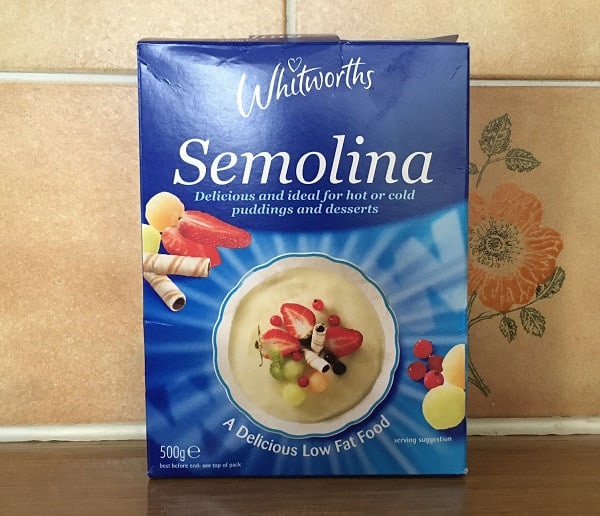 Whitworths
Semolina
Delicious and ideal for hot or cold
puddings and desserts
A Delicious Low Fat Food
serving suggestion
500g ℮
best before end: see top of pack